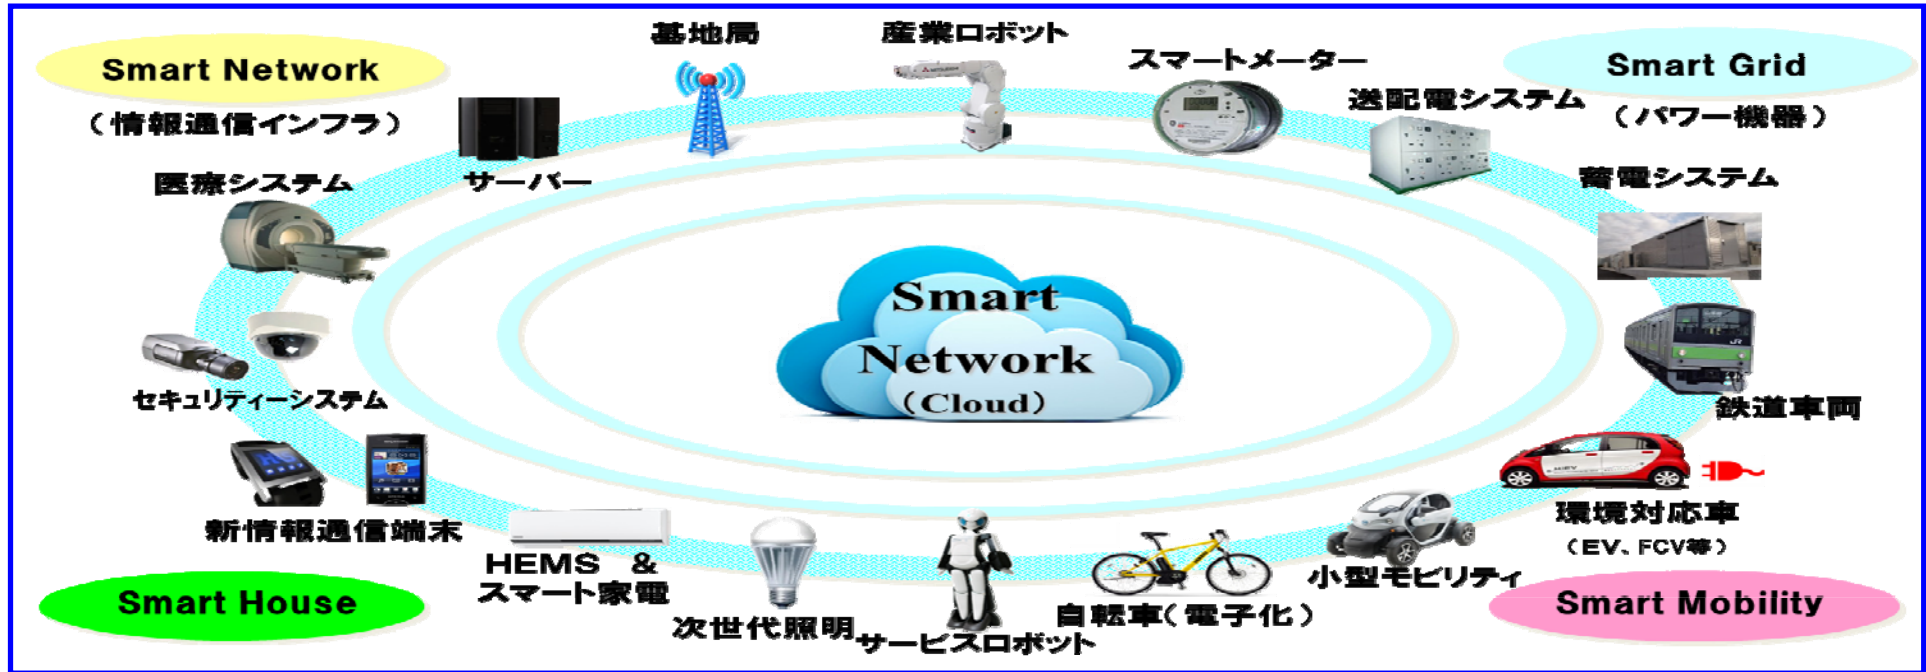 Smart Network
（情報通信インフラ）
基地局
産業ロボット
スマートメーター
送配電システム
Smart Grid
（パワー機器）
医療システム
サーバー
蓄電システム
Smart
Network
（Cloud）
セキュリティーシステム
JR
鉄道車両
新情報通信端末
HEMS ＆
スマート家電
次世代照明
サービスロボット
自転車（電子化）
小型モビリティ
環境対応車
（EV、FCV等）
Smart House
Smart Mobility